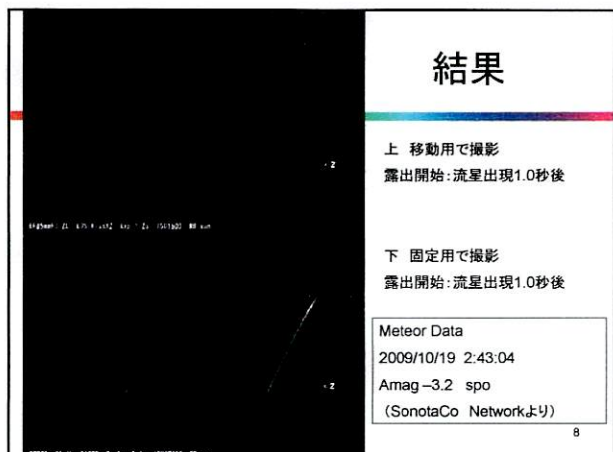 結果
・Z
上 移動用で撮影
露出開始:流星出現1.0秒後
下 固定用で撮影
露出開始:流星出現1.0秒後
・Z
Meteor Data
2009/10/19 2:43:04
Amag –3.2 spo
(SonotaCo Networkより)
8